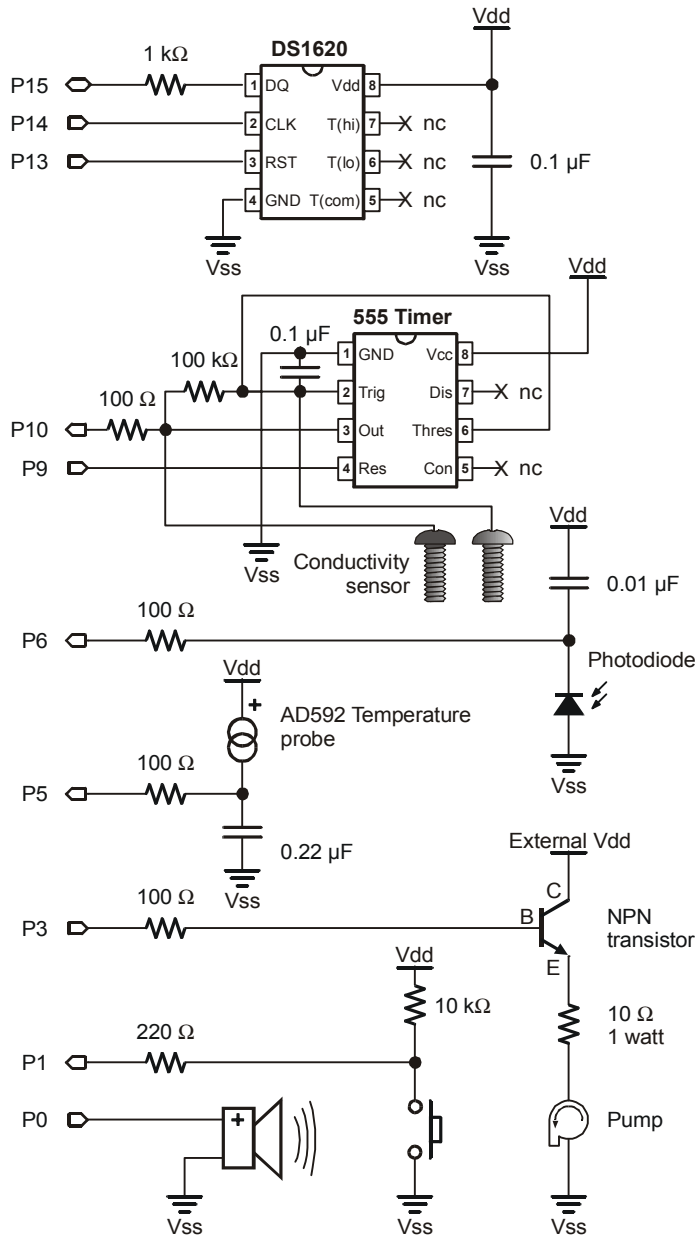 Vdd
1 kΩ
DS1620
P15
1 DQ Vdd 8
P14
2 CLK T(hi) 7 X nc
P13
3 RST T(lo) 6 X nc
0.1 µF
4 GND T(com) 5 X nc
Vss
Vss
Vdd
555 Timer
0.1 µF
100 kΩ
1 GND Vcc 8
100 Ω
2 Trig Dis 7 X nc
P10
3 Out Thres 6
P9
4 Res Con 5 X nc
Vss
Conductivity
sensor
Vdd
0.01 µF
100 Ω
P6
Photodiode
Vdd
+
AD592 Temperature
probe
100 Ω
P5
Vss
0.22 µF
Vss
External Vdd
100 Ω
C
P3
B
NPN
transistor
E
Vdd
10 kΩ
10 Ω
1 watt
220 Ω
P1
P0
+
Pump
Vss
Vss
Vss